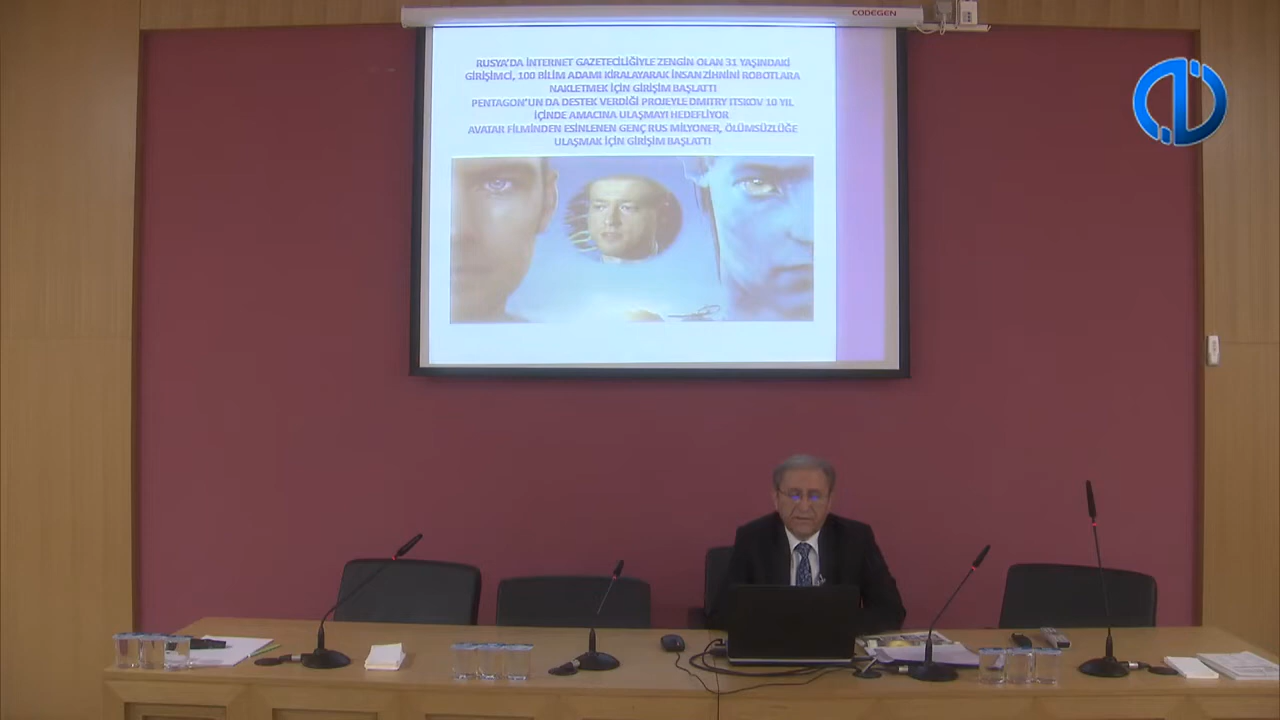 CODEGEN
RUSYA'DA İNTERNET GAZETECİLİĞİYLE ZENGİN OLAN 31 YAŞINDAKİ
GİRİŞİMCİ, 100 BİLİM ADAMI KİRALAYARAK İNSAN ZİHNİNİ ROBOTLARA
NAKLETMEK İÇİN GİRİŞİM BAŞLATTI
PENTAGON'UN DA DESTEK VERDİĞİ PROJEYLE DMITRY ITSKOV 10 YIL
İÇİNDE AMACINA ULAŞMAYI HEDEFLİYOR
AVATAR FİLMİNDEN ESİNLENEN GENÇ RUS MİLYONER, ÖLÜMSÜZLÜĞE
ULAŞMAK İÇİN GİRİŞİM BAŞLATTI